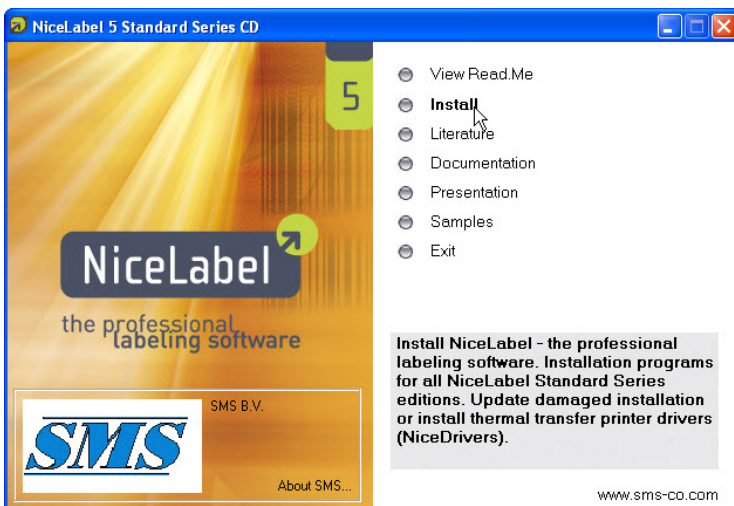 NiceLabel 5 Standard Series CD
5
NiceLabel
the professional
labeling software
SMS
SMS B.V.
About SMS...
View Read.Me
Install
Literature
Documentation
Presentation
Samples
Exit
Install NiceLabel - the professional
labeling software. Installation programs
for all NiceLabel Standard Series
editions. Update damaged installation
or install thermal transfer printer drivers
(NiceDrivers).
www.sms-co.com